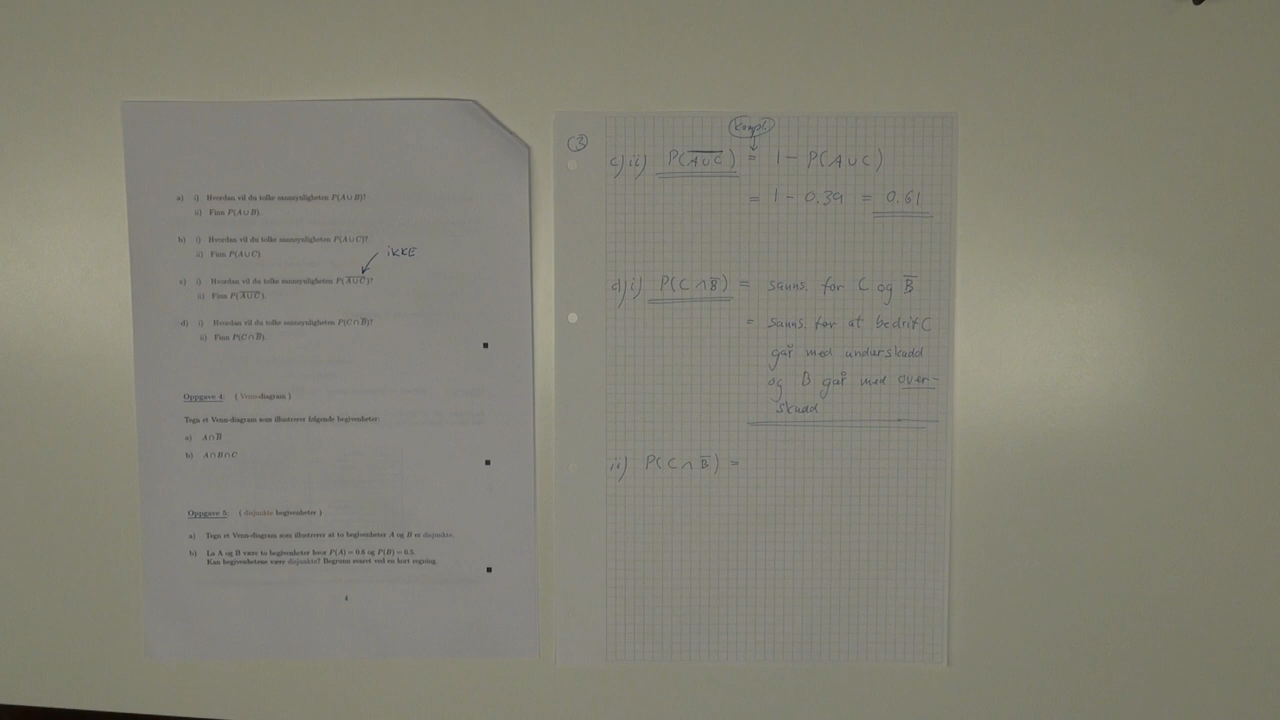 a) i) Hvordan vil du tolke sannsynligheten P(A∪B)?
ii) Finn P(A∪B).
b) i) Hvordan vil du tolke sannsynligheten P(A∪C)?
ii) Finn P(A∪C)
IKKE
c) i) Hvordan vil du tolke sannsynligheten P(A̅∪̅C̅)?
ii) Finn P(A̅∪̅C̅).
d) i) Hvordan vil du tolke sannsynligheten P(C∩B̅)?
ii) Finn P(C∩B̅).
Oppgave 4: ( Venn-diagram )
Tegn et Venn-diagram som illustrerer følgende begivenheter:
a) A∩B̅
b) A∩B∩C
Oppgave 5: ( disjunkte begivenheter )
a) Tegn et Venn-diagram som illustrerer at to begivenheter A og B er disjunkte.
b) La A og B være to begivenheter hvor P(A) = 0.6 og P(B) = 0.5.
Kan begivenhetene være disjunkte? Begrunn svaret ved en kort regning.
4
(3
kompl.
c) ii) P(A̅∪̅C̅) = 1 − P(A∪C)
= 1 − 0.39 = 0.61
d) i) P(C∩B̅) = sanns. for C og B̅
= sanns. for at bedrift C
går med underskudd
og B går med over-
skudd
ii) P(C∩B̅) =